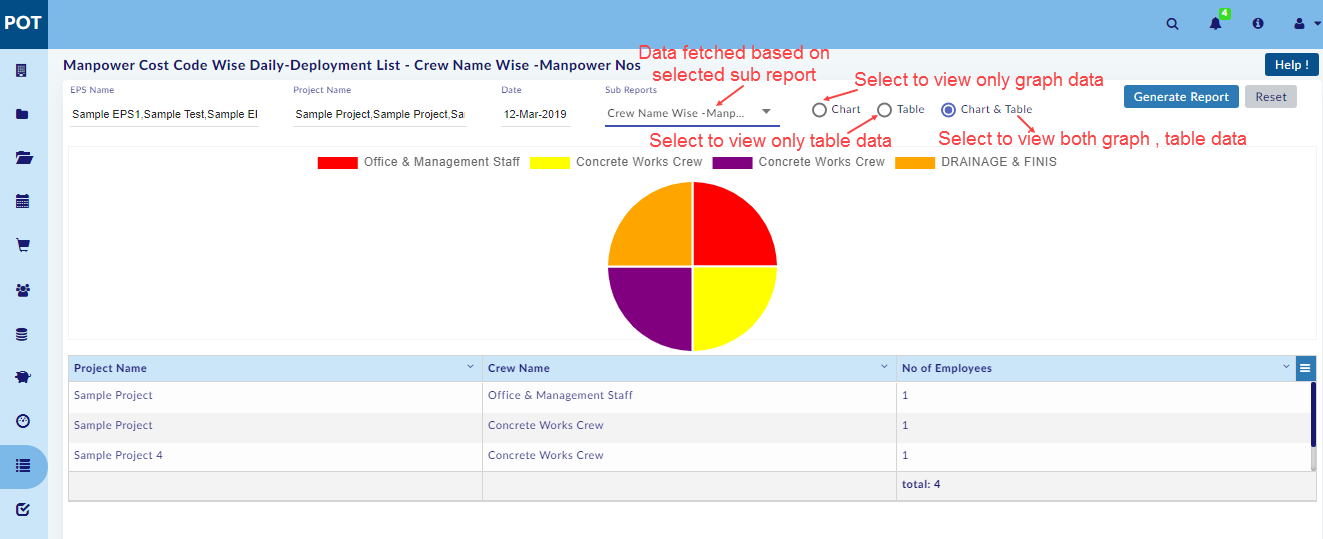 POT
4
Manpower Cost Code Wise Daily-Deployment List - Crew Name Wise -Manpower Nos
Help !
Data fetched based on
selected sub report
Select to view only graph data
EPS Name
Project Name
Date
Sub Reports
Sample EPS1,Sample Test,Sample El
Sample Project,Sample Project,Sar
12-Mar-2019
Crew Name Wise -Manp...
Chart
Table
Chart & Table
Generate Report
Reset
Select to view only table data
Select to view both graph , table data
Office & Management Staff
Concrete Works Crew
Concrete Works Crew
DRAINAGE & FINIS
Project Name
Crew Name
No of Employees
Sample Project
Office & Management Staff
1
Sample Project
Concrete Works Crew
1
Sample Project 4
Concrete Works Crew
1
total: 4